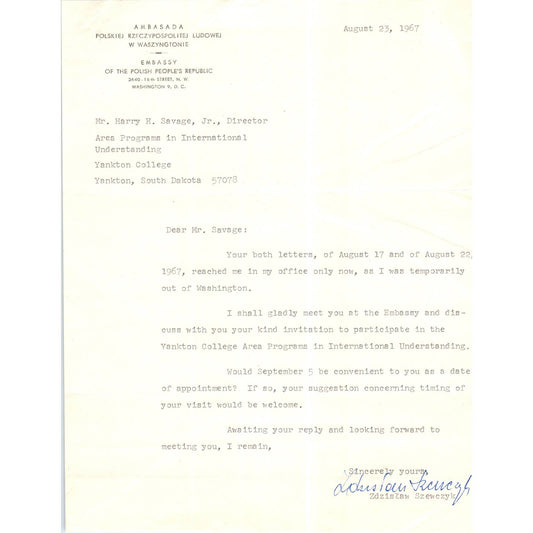 AMBASADA
POLSKIEJ RZECZYPOSPOLITEJ LUDOWEJ
W WASZYNGTONIE
EMBASSY
OF THE POLISH PEOPLE'S REPUBLIC
2640 - 16TH STREET, N. W.
WASHINGTON 9, D. C.
August 23, 1967
Mr. Harry H. Savage, Jr., Director
Area Programs in International
Understanding
Yankton College
Yankton, South Dakota 57078
Dear Mr. Savage:
Your both letters, of August 17 and of August 22,
1967, reached me in my office only now, as I was temporarily
out of Washington.
I shall gladly meet you at the Embassy and dis-
cuss with you your kind invitation to participate in the
Yankton College Area Programs in International Understanding.
Would September 5 be convenient to you as a date
of appointment? If so, your suggestion concerning timing of
your visit would be welcome.
Awaiting your reply and looking forward to
meeting you, I remain,
Sincerely yours,
Zdzisław Szewczyk
Zdzisław Szewczyk